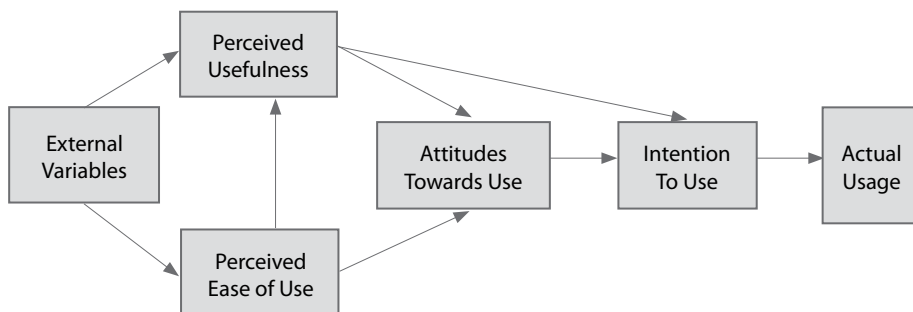 Perceived
Usefulness
External
Variables
Attitudes
Towards Use
Intention
To Use
Actual
Usage
Perceived
Ease of Use